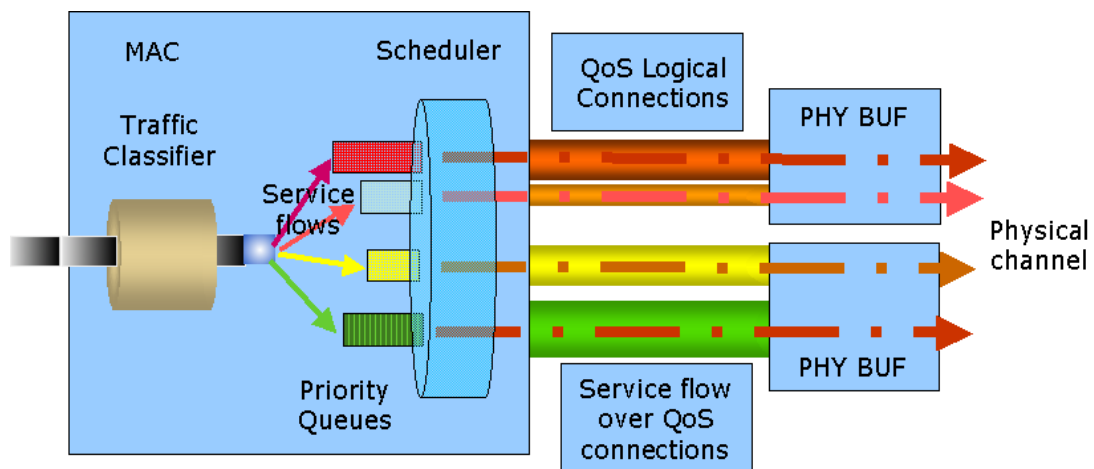 MAC
Scheduler
Traffic
Classifier
Service
flows
Priority
Queues
QoS Logical
Connections
PHY BUF
Physical
channel
PHY BUF
Service flow
over QoS
connections